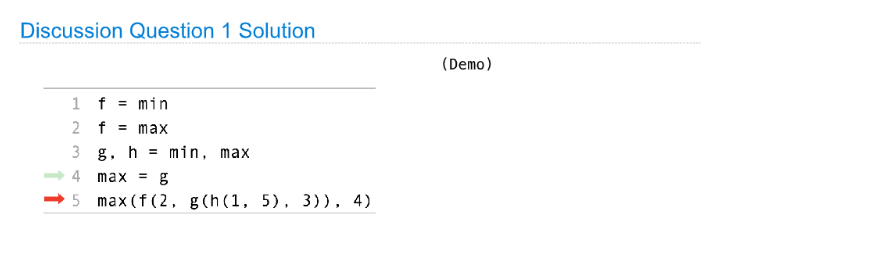 Discussion Question 1 Solution
(Demo)
1 f = min
2 f = max
3 g, h = min, max
4 max = g
5 max(f(2, g(h(1, 5), 3)), 4)